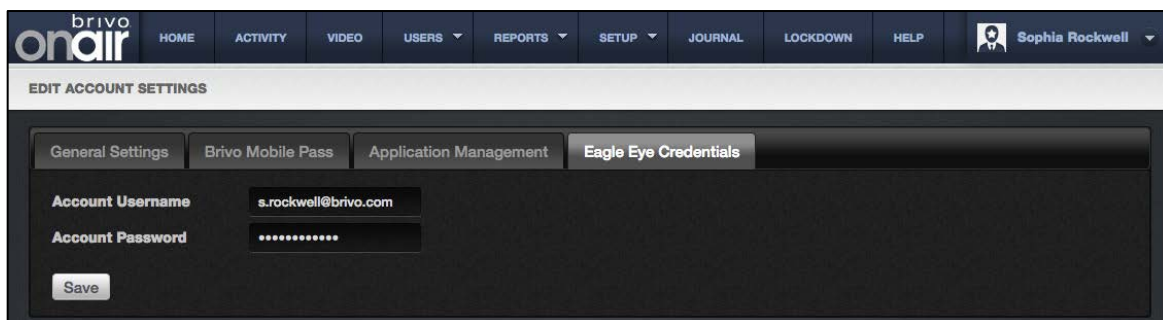 brivo
onair HOME ACTIVITY VIDEO USERS REPORTS SETUP JOURNAL LOCKDOWN HELP Sophia Rockwell
EDIT ACCOUNT SETTINGS
General Settings Brivo Mobile Pass Application Management Eagle Eye Credentials
Account Username s.rockwell@brivo.com
Account Password ••••••••••••
Save